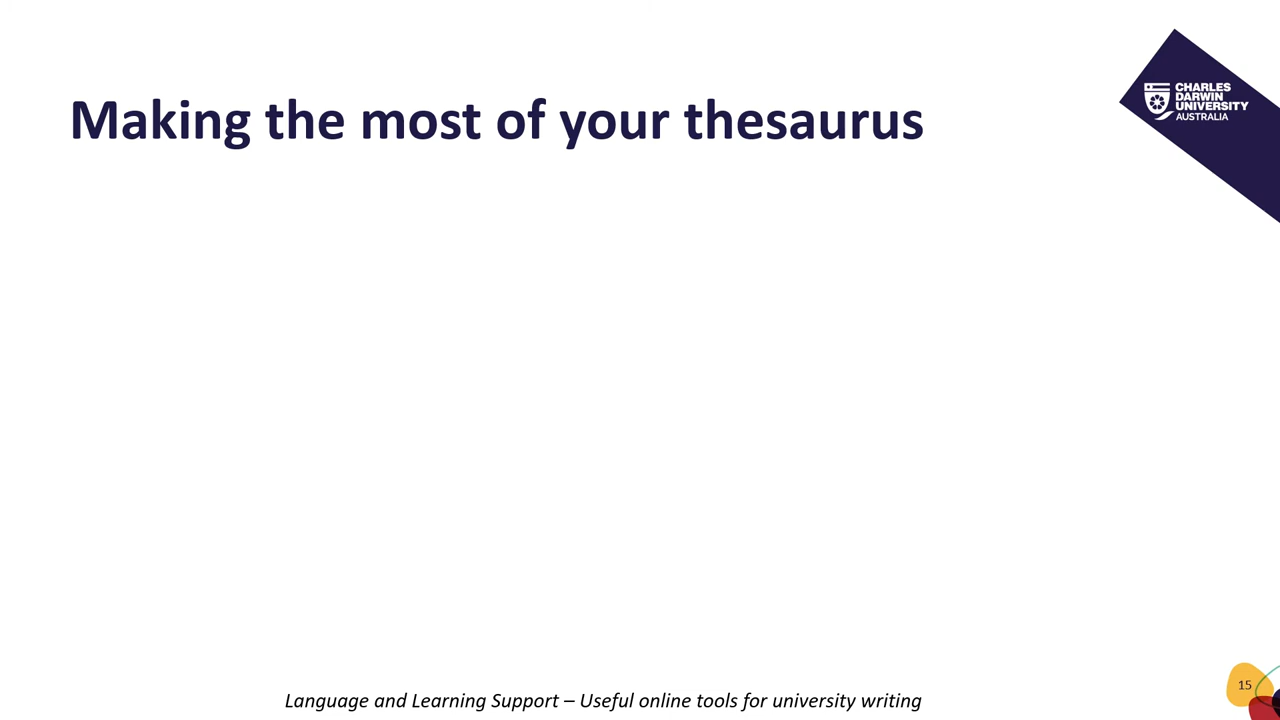 Making the most of your thesaurus
CHARLES
DARWIN
UNIVERSITY
AUSTRALIA
Language and Learning Support – Useful online tools for university writing
15